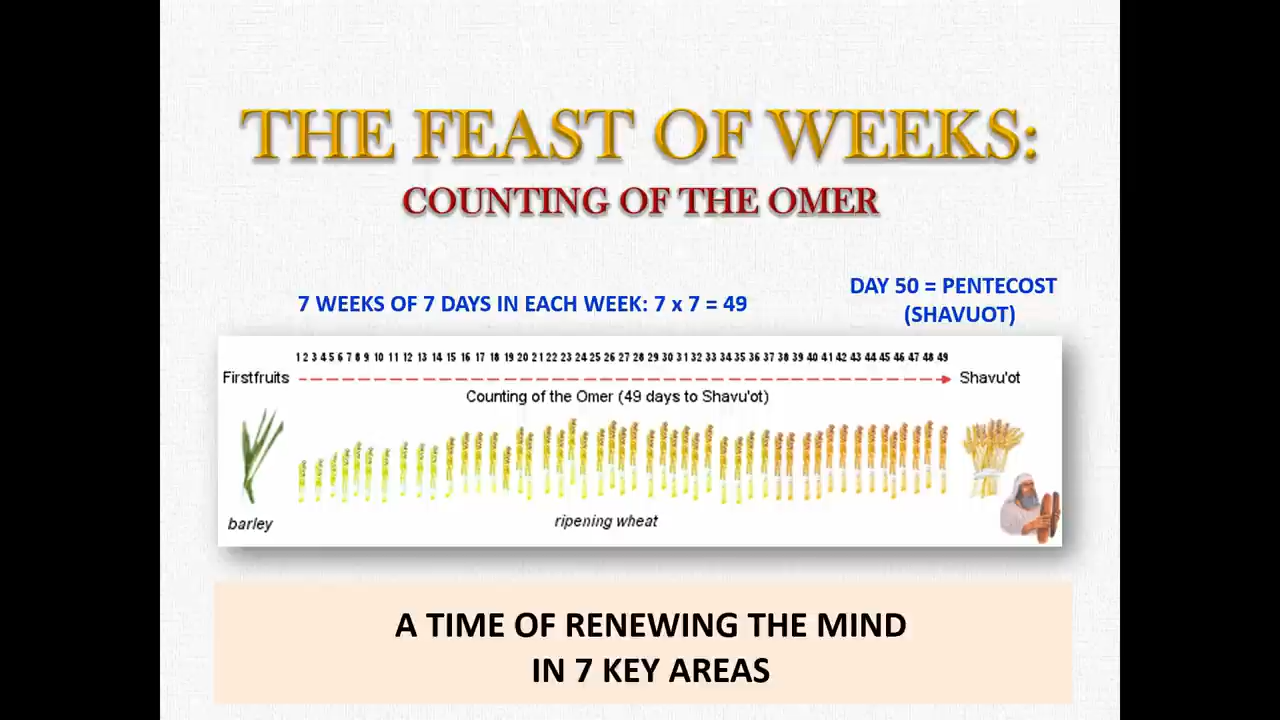 THE FEAST OF WEEKS:
COUNTING OF THE OMER
7 WEEKS OF 7 DAYS IN EACH WEEK: 7 x 7 = 49
DAY 50 = PENTECOST
(SHAVUOT)
1 2 3 4 5 6 7 8 9 10 11 12 13 14 15 16 17 18 19 20 21 22 23 24 25 26 27 28 29 30 31 32 33 34 35 36 37 38 39 40 41 42 43 44 45 46 47 48 49
Firstfruits
Shavu'ot
Counting of the Omer (49 days to Shavu'ot)
barley
ripening wheat
A TIME OF RENEWING THE MIND
IN 7 KEY AREAS